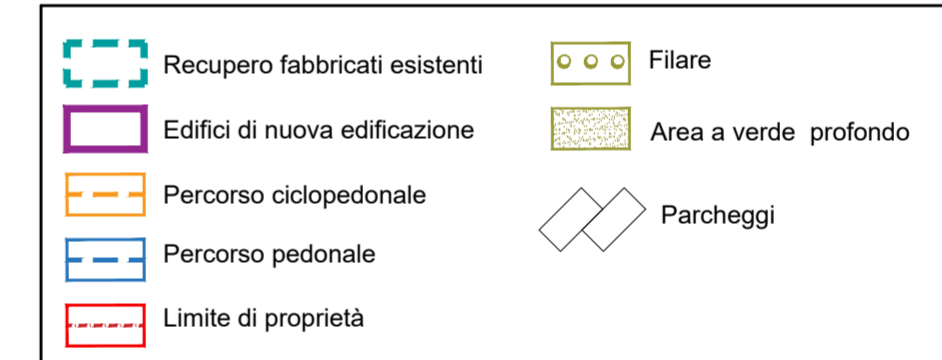 Recupero fabbricati esistenti
Edifici di nuova edificazione
Percorso ciclopedonale
Percorso pedonale
Limite di proprietà
Filare
Area a verde profondo
Parcheggi